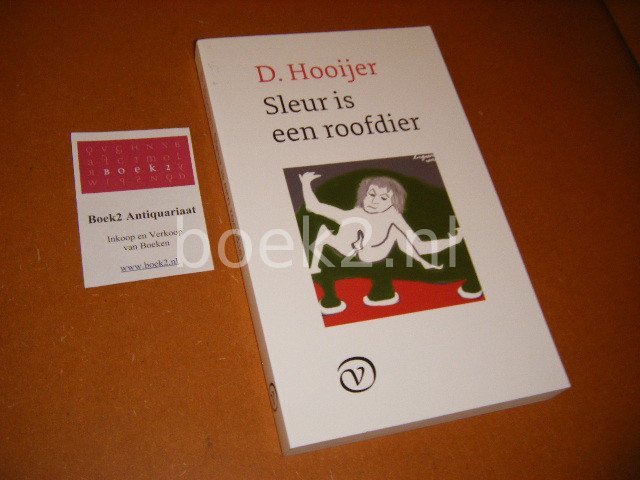 D. Hooijer
Sleur is
een roofdier
V
BOEK2
Boek2 Antiquariaat
Inkoop en Verkoop
van Boeken
www.boek2.nl
boek2.nl